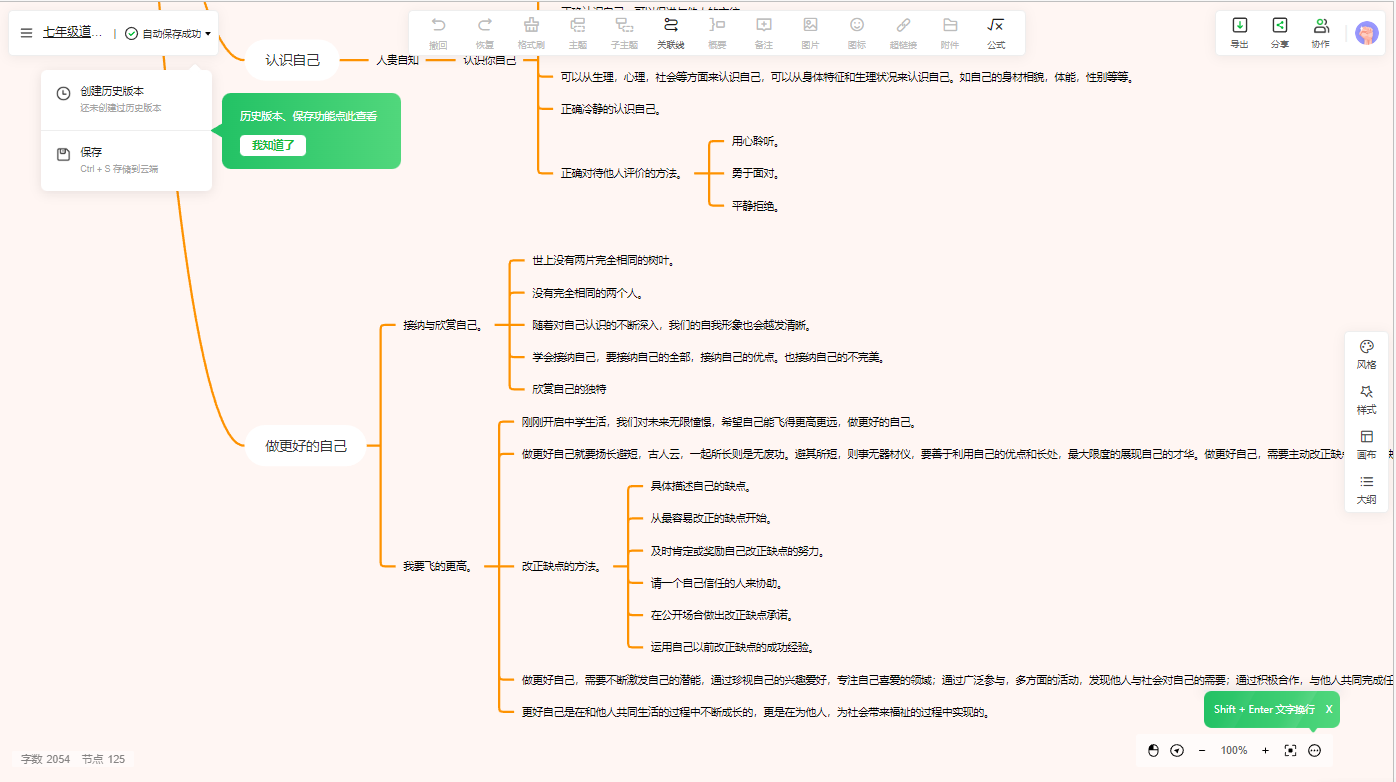 七年级道...
自动保存成功
撤回
恢复
格式刷
主题
子主题
关联线
概要
备注
图片
图标
超链接
附件
公式
导出
分享
协作
创建历史版本
还未创建过历史版本
保存
Ctrl + S 存储到云端
历史版本、保存功能点此查看
我知道了
认识自己
人贵自知
认识你自己
可以从生理，心理，社会等方面来认识自己，可以从身体特征和生理状况来认识自己。如自己的身材相貌，体能，性别等等。
正确冷静的认识自己。
正确对待他人评价的方法。
用心聆听。
勇于面对。
平静拒绝。
做更好的自己
接纳与欣赏自己。
世上没有两片完全相同的树叶。
没有完全相同的两个人。
随着对自己认识的不断深入，我们的自我形象也会越发清晰。
学会接纳自己，要接纳自己的全部，接纳自己的优点。也接纳自己的不完美。
欣赏自己的独特
我要飞的更高。
刚刚开启中学生活，我们对未来无限憧憬，希望自己能飞得更高更远，做更好的自己。
做更好自己就要扬长避短，古人云，一起所长则是无废功。避其所短，则事无器材仪，要善于利用自己的优点和长处，最大限度的展现自己的才华。做更好自己，需要主动改正缺
改正缺点的方法。
具体描述自己的缺点。
从最容易改正的缺点开始。
及时肯定或奖励自己改正缺点的努力。
请一个自己信任的人来协助。
在公开场合做出改正缺点承诺。
运用自己以前改正缺点的成功经验。
做更好自己，需要不断激发自己的潜能，通过珍视自己的兴趣爱好，专注自己喜爱的领域；通过广泛参与，多方面的活动，发现他人与社会对自己的需要；通过积极合作，与他人共同完成任
更好自己是在和他人共同生活的过程中不断成长的，更是在为他人，为社会带来福祉的过程中实现的。
风格
样式
画布
大纲
Shift + Enter 文字换行 X
字数 2054 节点 125
− 100% +